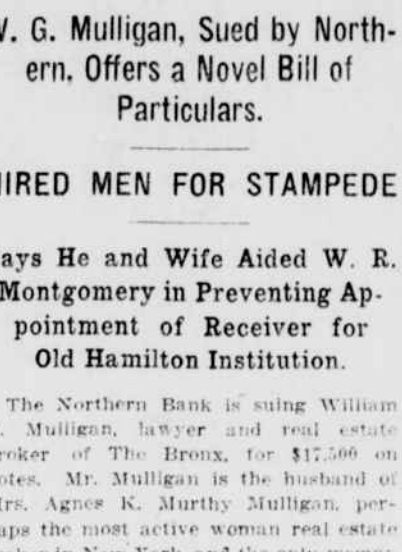 W. G. Mulligan, Sued by North-
ern, Offers a Novel Bill of
Particulars.
HIRED MEN FOR STAMPEDE
ays He and Wife Aided W. R.
Montgomery in Preventing Ap-
pointment of Receiver for
Old Hamilton Institution.
The Northern Bank is suing William
. Mulligan, lawyer and real estate
roker of The Bronx, for $17,500 on
otes. Mr. Mulligan is the husband of
Mrs. Agnes K. Murthy Mulligan, per-
aps the most active woman real estate